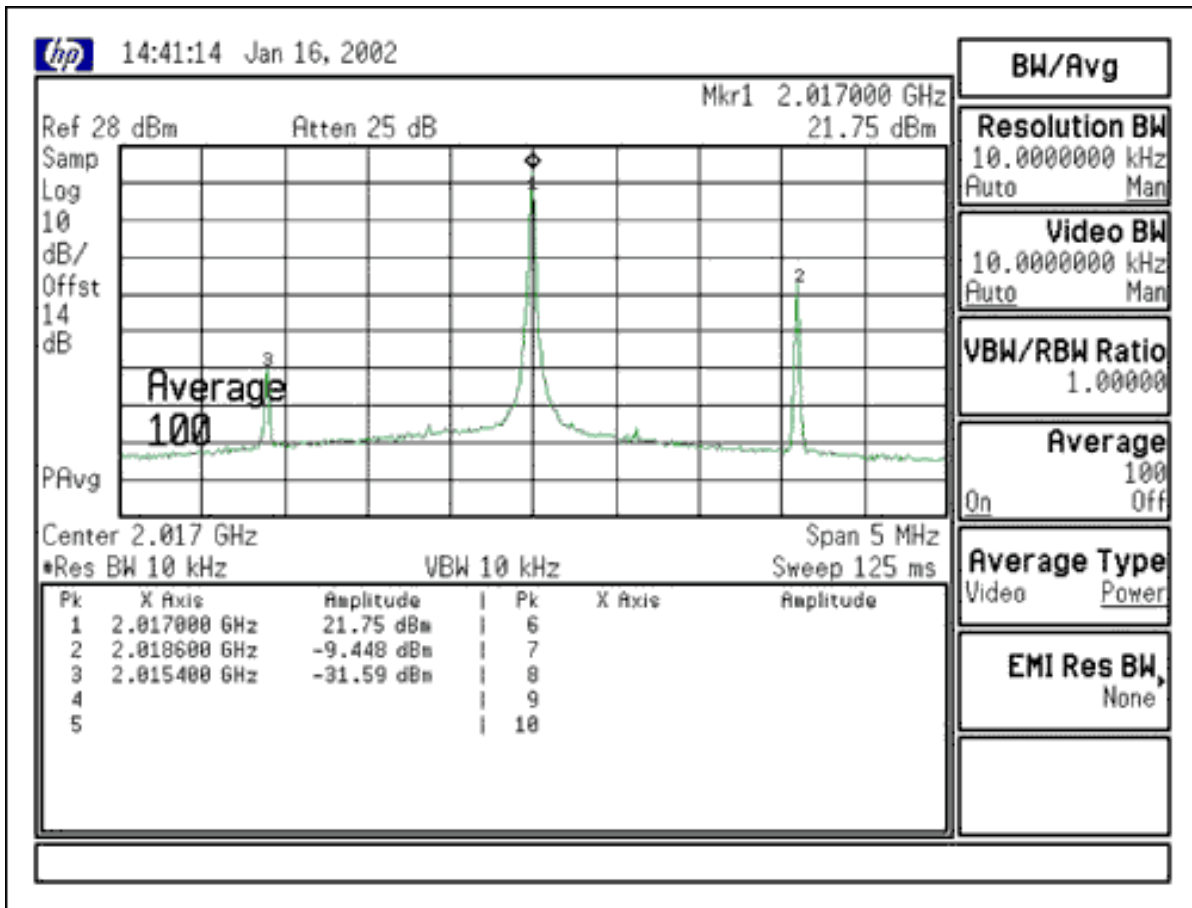 hp 14:41:14 Jan 16, 2002
Mkr1 2.017000 GHz
Ref 28 dBm Atten 25 dB 21.75 dBm
Samp
Log
10
dB/
Offst
14
dB
PAvg
1
2
3
Average
100
Center 2.017 GHz Span 5 MHz
*Res BW 10 kHz VBW 10 kHz Sweep 125 ms
Pk X Axis Amplitude | Pk X Axis Amplitude
1 2.017000 GHz 21.75 dBm | 6
2 2.018600 GHz -9.448 dBm | 7
3 2.015400 GHz -31.59 dBm | 8
4 | 9
5 | 10
BW/Avg
Resolution BW
10.0000000 kHz
Auto Man
Video BW
10.0000000 kHz
Auto Man
VBW/RBW Ratio
1.00000
Average
100
On Off
Average Type
Video Power
EMI Res BW
None